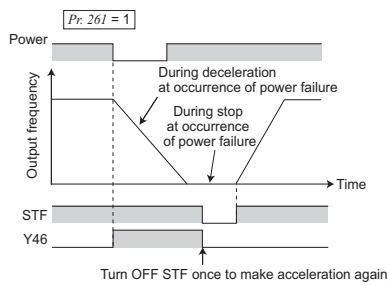 Pr. 261 = 1
Power
During deceleration
at occurrence of power failure
During stop
at occurrence
of power failure
Output frequency
Time
STF
Y46
Turn OFF STF once to make acceleration again